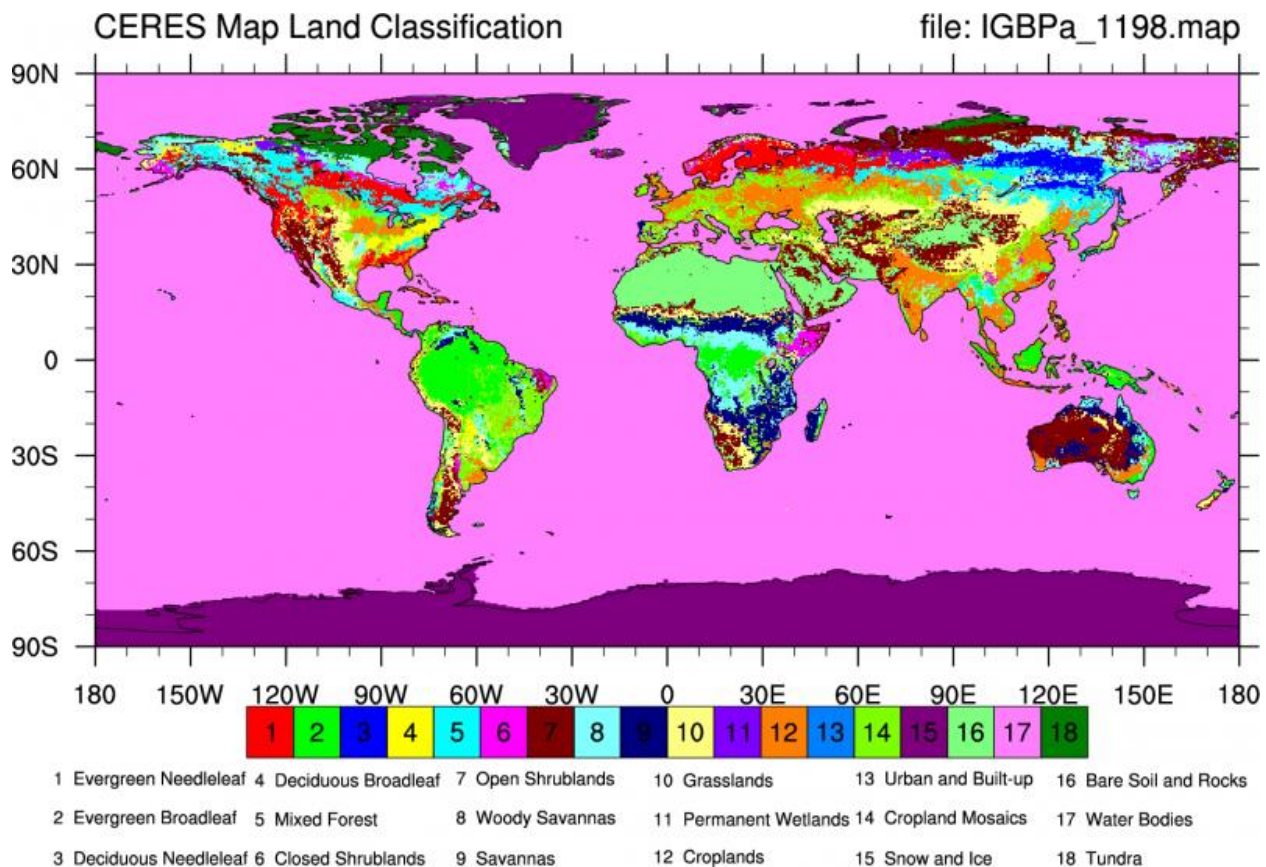 CERES Map Land Classification file: IGBPa_1198.map
90N
60N
30N
0
30S
60S
90S
180 150W 120W 90W 60W 30W 0 30E 60E 90E 120E 150E 180
1 2 3 4 5 6 7 8 9 10 11 12 13 14 15 16 17 18
1 Evergreen Needleleaf 4 Deciduous Broadleaf 7 Open Shrublands 10 Grasslands 13 Urban and Built-up 16 Bare Soil and Rocks
2 Evergreen Broadleaf 5 Mixed Forest 8 Woody Savannas 11 Permanent Wetlands 14 Cropland Mosaics 17 Water Bodies
3 Deciduous Needleleaf 6 Closed Shrublands 9 Savannas 12 Croplands 15 Snow and Ice 18 Tundra